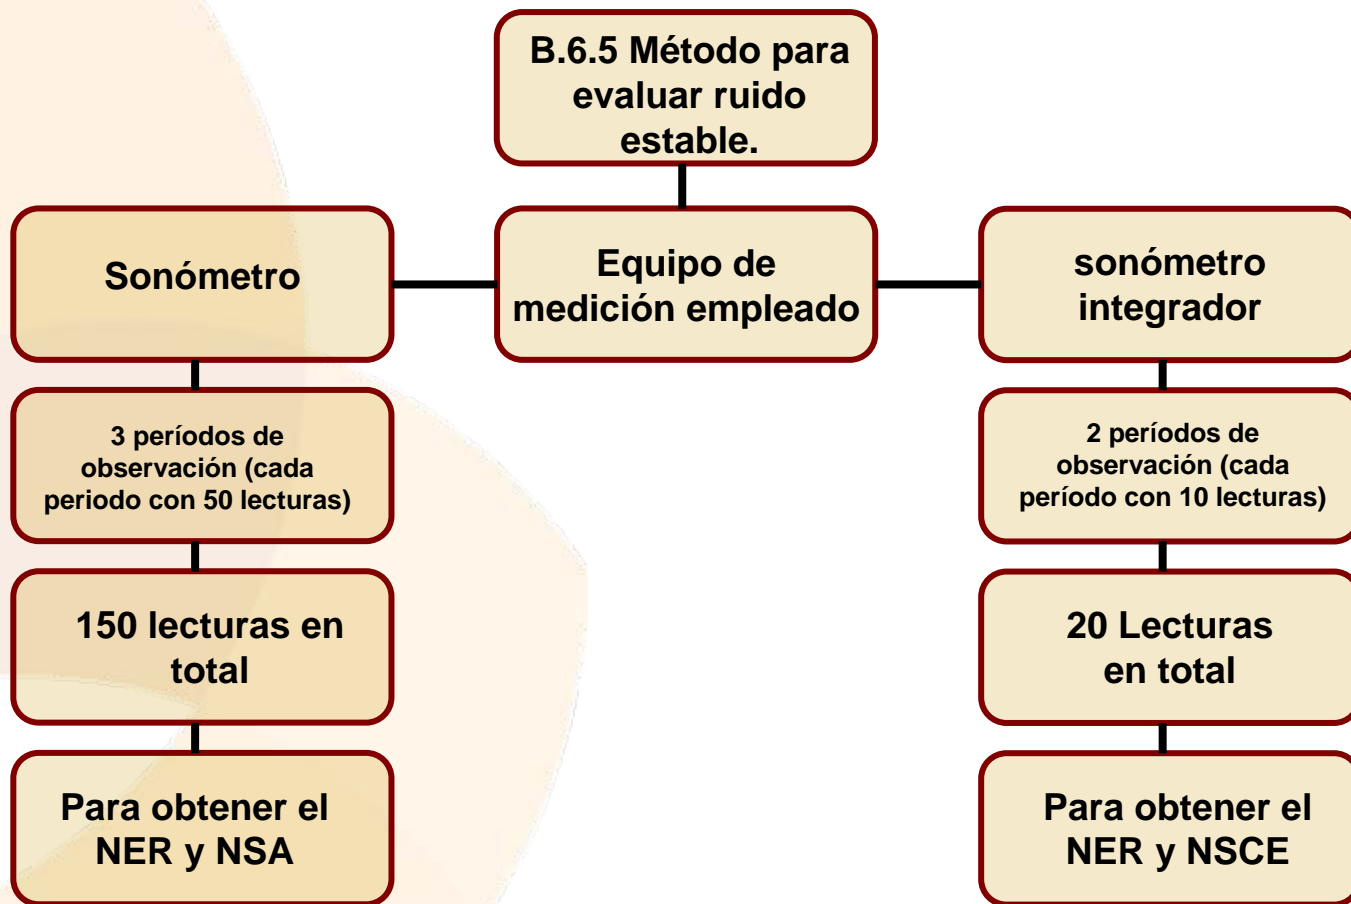 B.6.5 Método para
evaluar ruido
estable.
Sonómetro
Equipo de
medición empleado
sonómetro
integrador
3 períodos de
observación (cada
periodo con 50 lecturas)
2 períodos de
observación (cada
período con 10 lecturas)
150 lecturas en
total
20 Lecturas
en total
Para obtener el
NER y NSA
Para obtener el
NER y NSCE